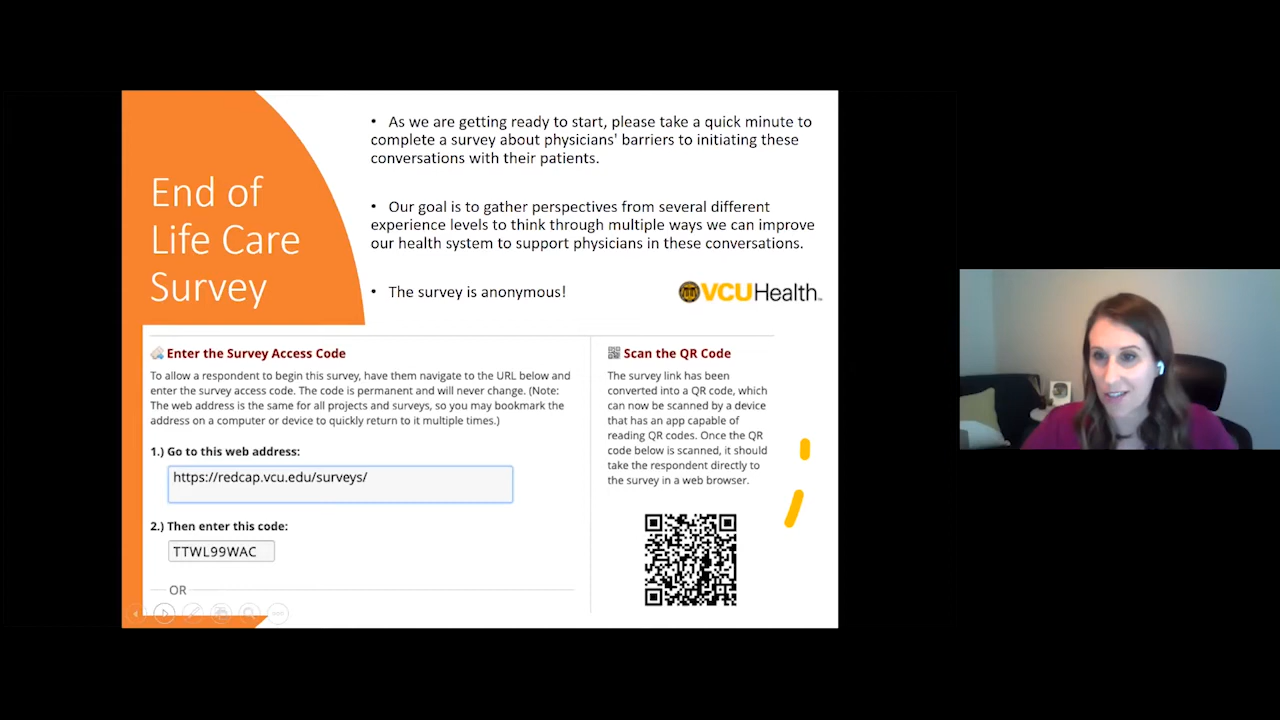 End of
Life Care
Survey
• As we are getting ready to start, please take a quick minute to
complete a survey about physicians' barriers to initiating these
conversations with their patients.
• Our goal is to gather perspectives from several different
experience levels to think through multiple ways we can improve
our health system to support physicians in these conversations.
• The survey is anonymous!
VCUHealth™
Enter the Survey Access Code
To allow a respondent to begin this survey, have them navigate to the URL below and
enter the survey access code. The code is permanent and will never change. (Note:
The web address is the same for all projects and surveys, so you may bookmark the
address on a computer or device to quickly return to it multiple times.)
1.) Go to this web address:
https://redcap.vcu.edu/surveys/
2.) Then enter this code:
TTWL99WAC
OR
Scan the QR Code
The survey link has been
converted into a QR code, which
can now be scanned by a device
that has an app capable of
reading QR codes. Once the QR
code below is scanned, it should
take the respondent directly to
the survey in a web browser.